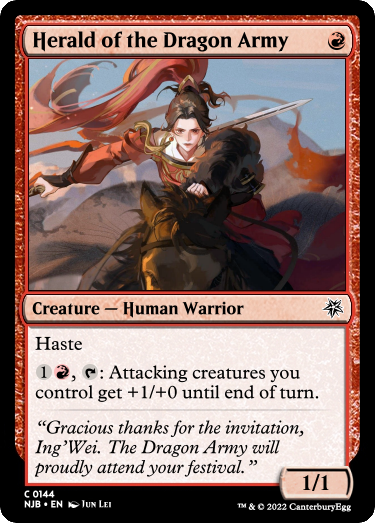 Herald of the Dragon Army
Creature — Human Warrior
Haste
1, : Attacking creatures you
control get +1/+0 until end of turn.
“Gracious thanks for the invitation,
Ing’Wei. The Dragon Army will
proudly attend your festival.”
1/1
C 0144
NJB • EN Jun Lei
™ & © 2022 CanterburyEgg